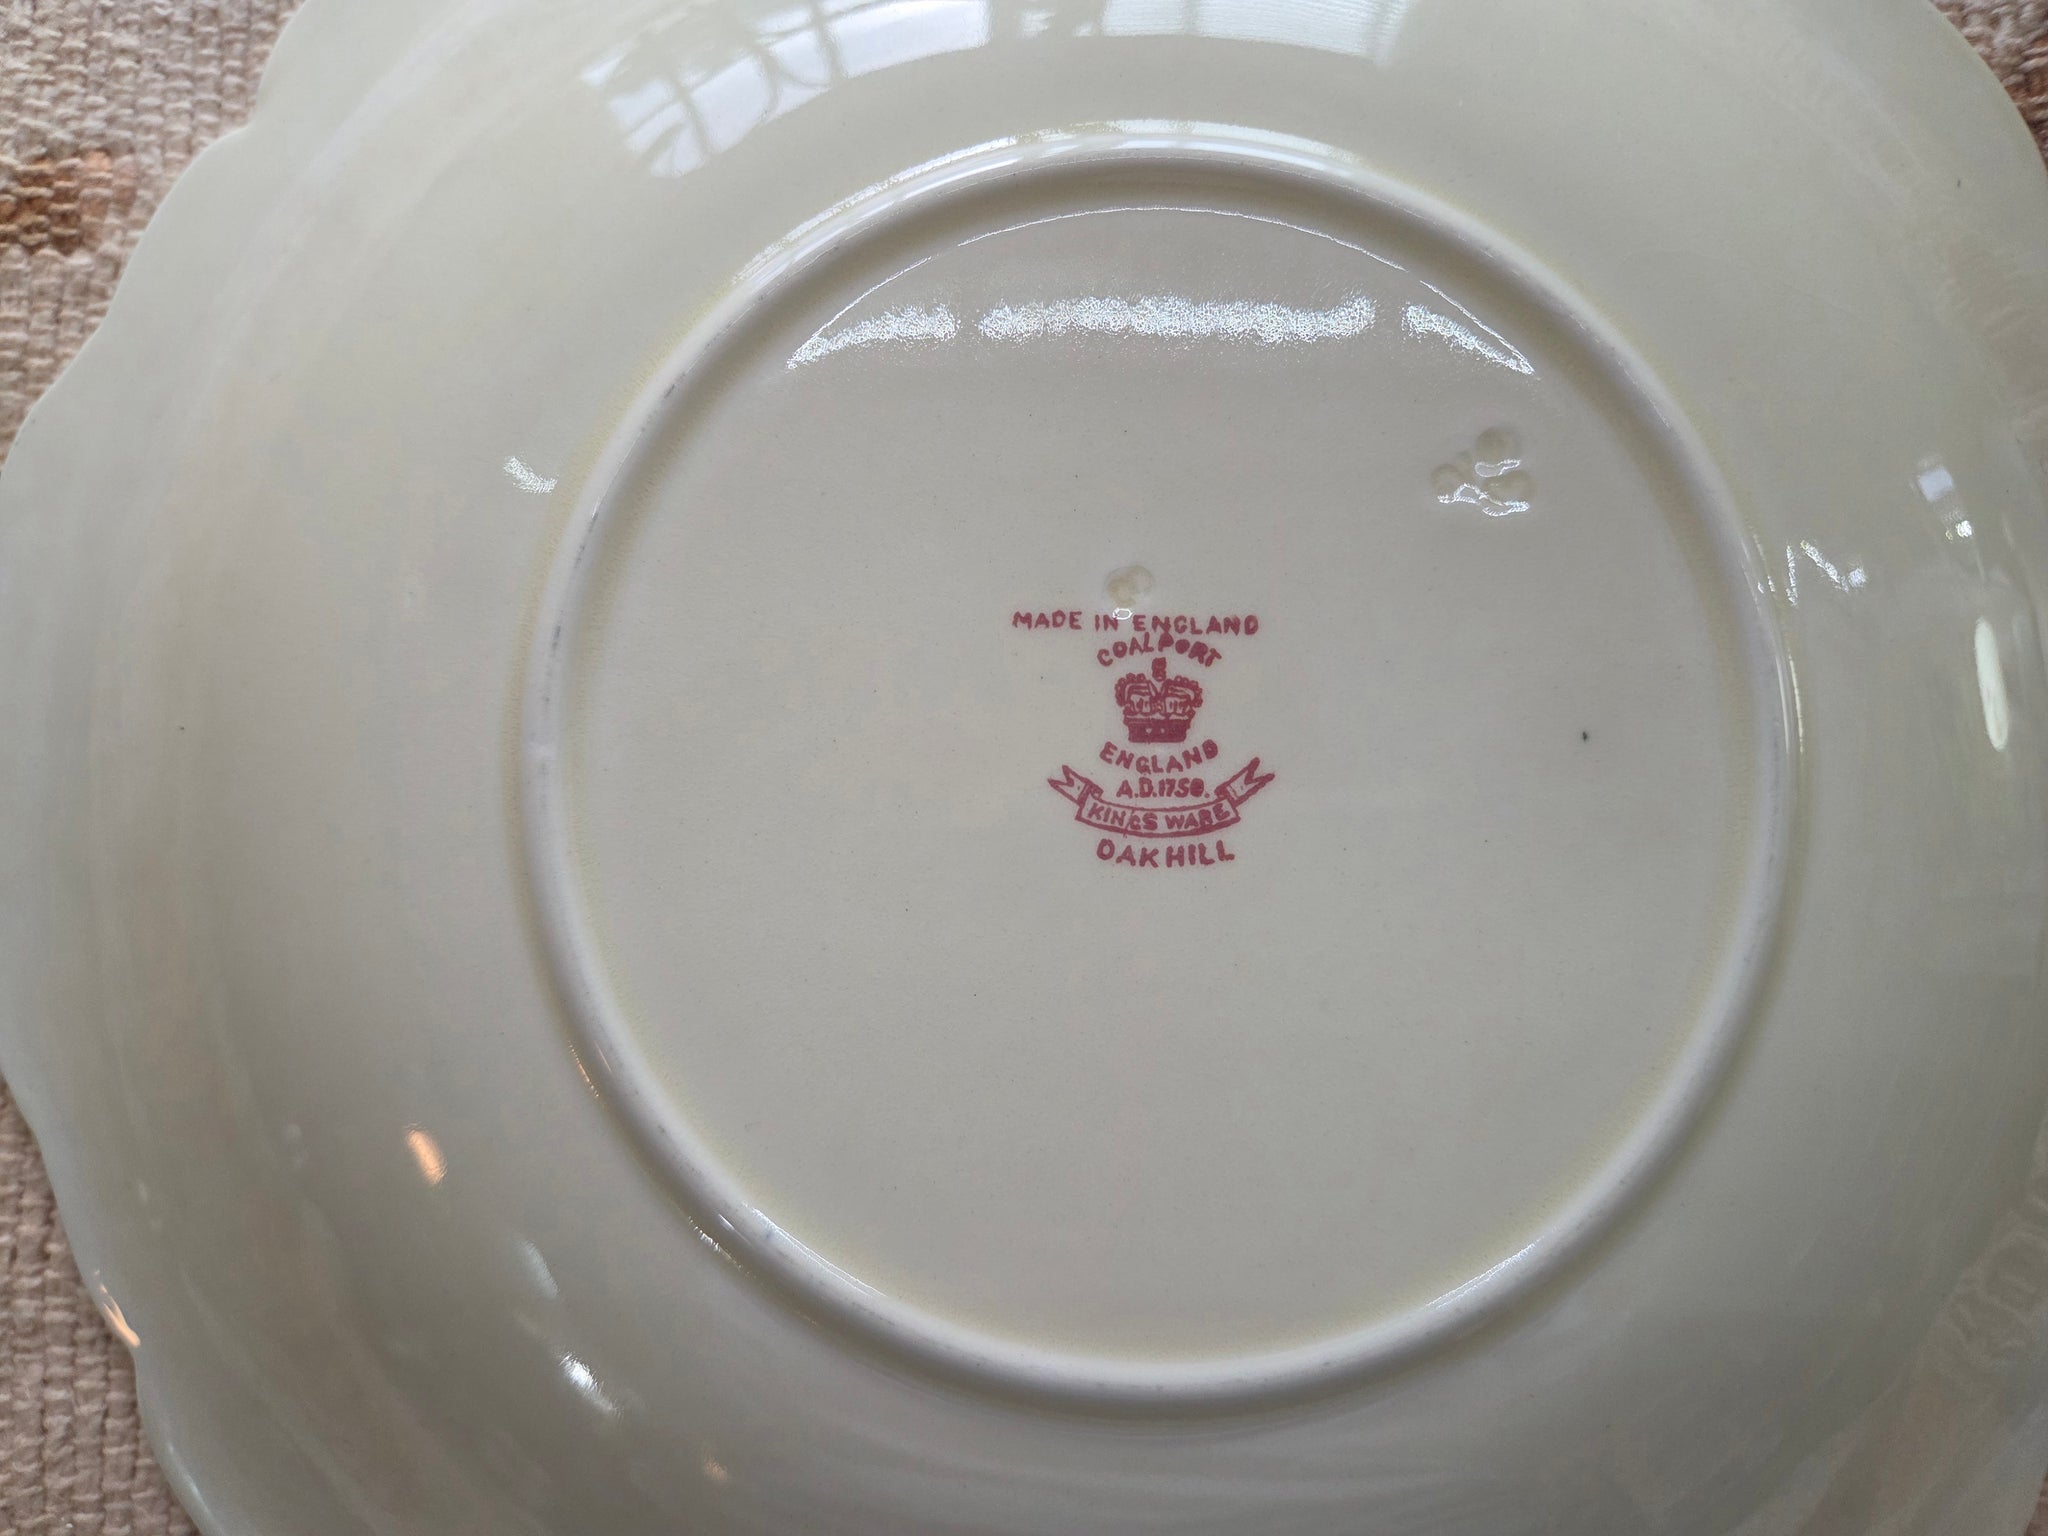 MADE IN ENGLAND
COALPORT
ENGLAND
A.D.1750.
KINGS WARE
OAKHILL